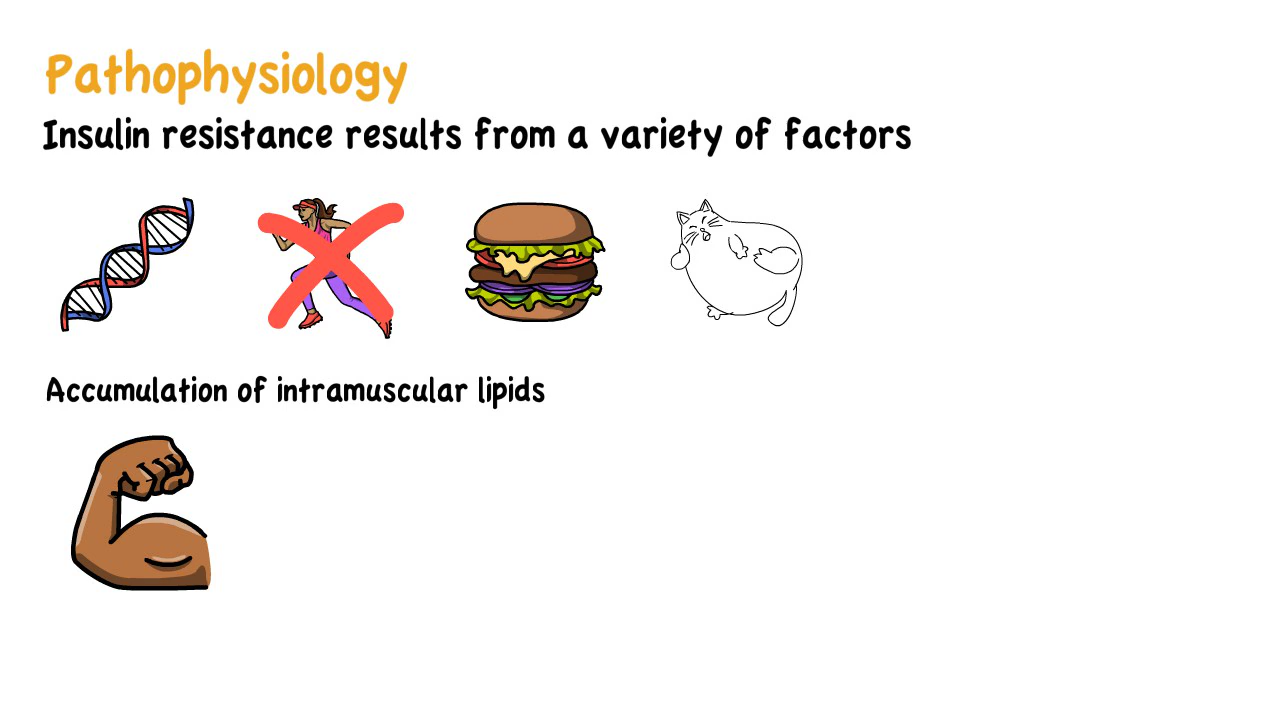 Pathophysiology
Insulin resistance results from a variety of factors
Accumulation of intramuscular lipids